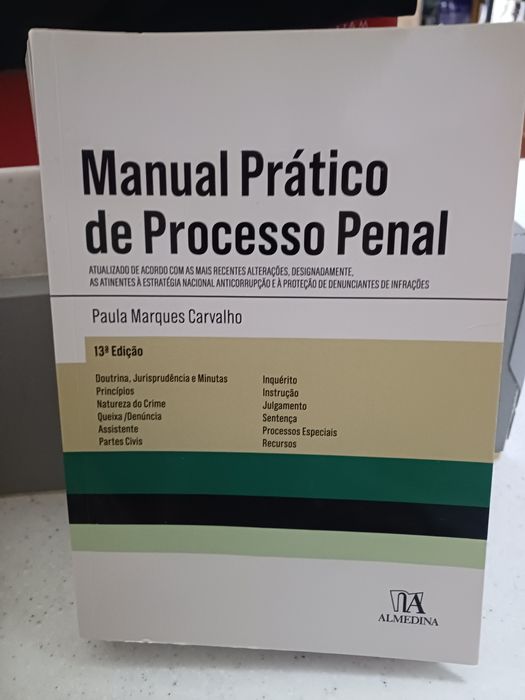 Manual Prático
de Processo Penal
ATUALIZADO DE ACORDO COM AS MAIS RECENTES ALTERAÇÕES, DESIGNADAMENTE,
AS ATINENTES À ESTRATÉGIA NACIONAL ANTICORRUPÇÃO E À PROTEÇÃO DE DENUNCIANTES DE INFRAÇÕES
Paula Marques Carvalho
13ª Edição
Doutrina, Jurisprudência e Minutas
Princípios
Natureza do Crime
Queixa /Denúncia
Assistente
Partes Civis
Inquérito
Instrução
Julgamento
Sentença
Processos Especiais
Recursos
ALMEDINA